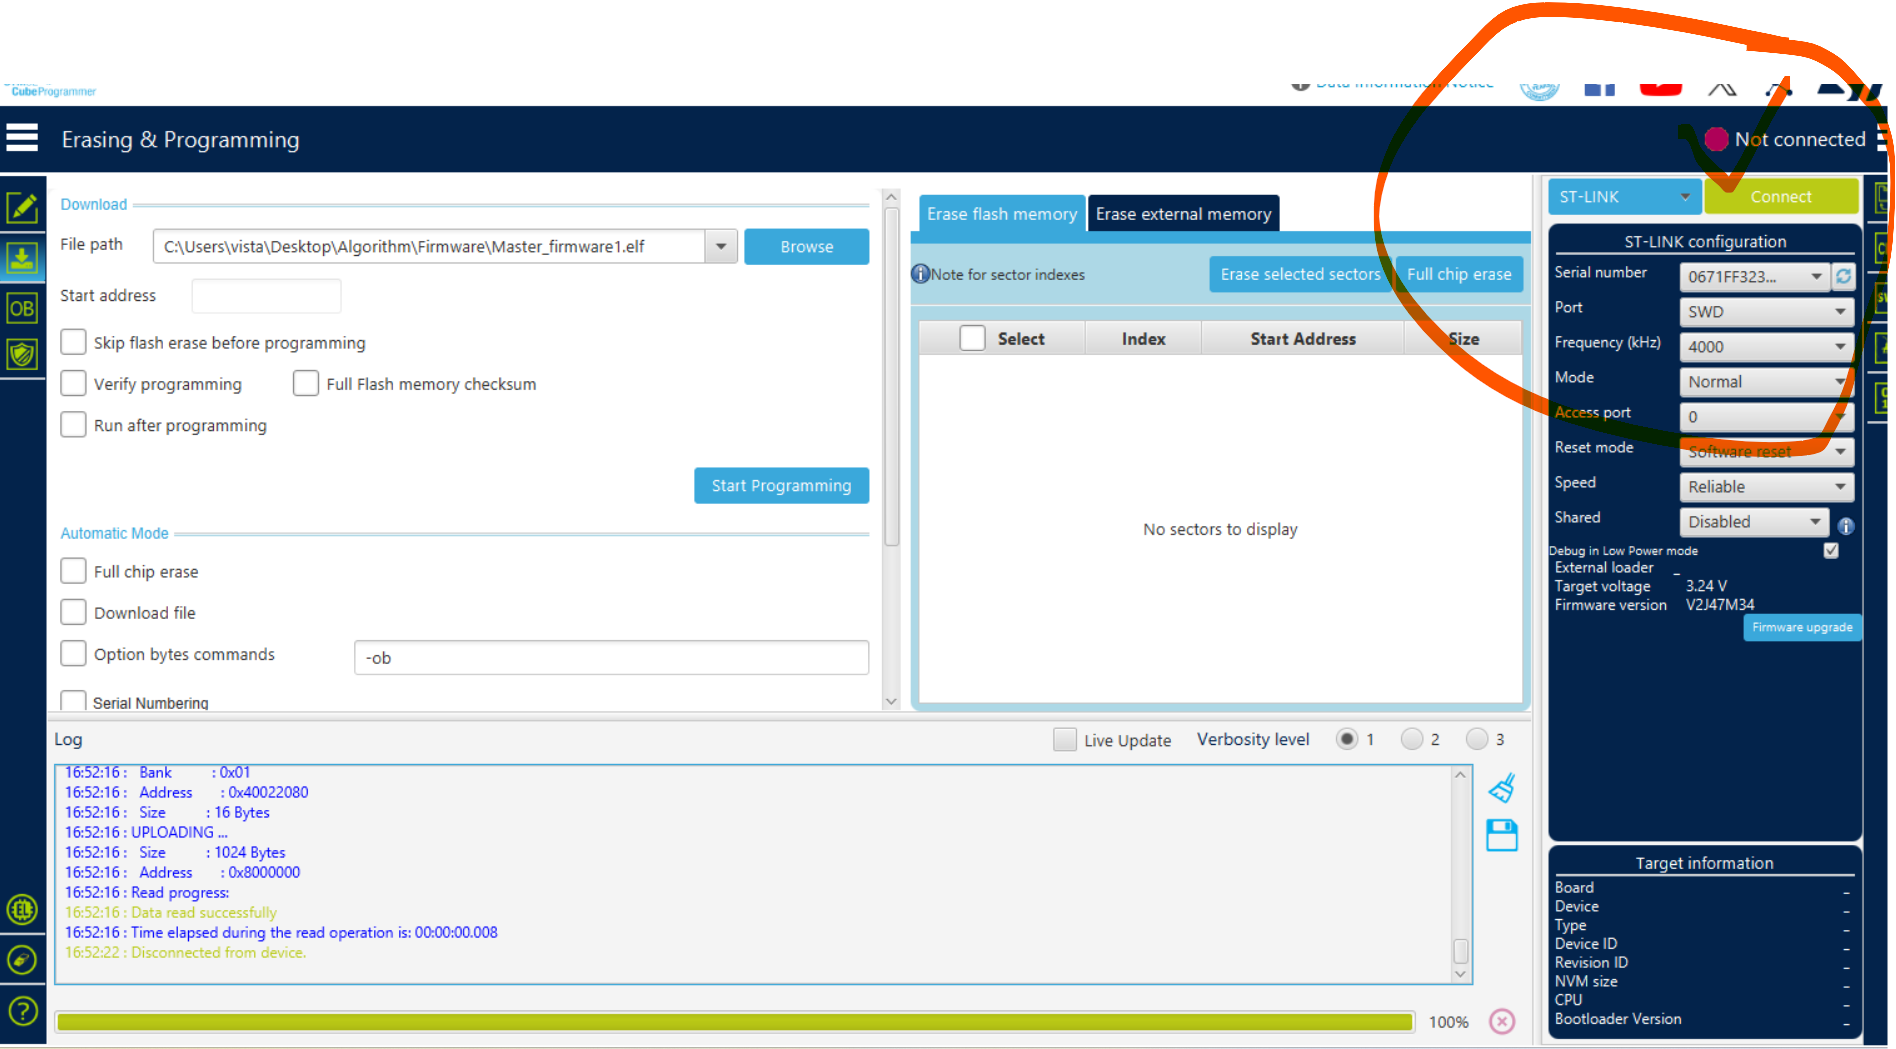 CubeProgrammer
Data Information Notice
Erasing & Programming
Not connected
Download
File path
C:\Users\vista\Desktop\Algorithm\Firmware\Master_firmware1.elf
Browse
Start address
Skip flash erase before programming
Verify programming
Full Flash memory checksum
Run after programming
Start Programming
Automatic Mode
Full chip erase
Download file
Option bytes commands
-ob
Serial Numbering
Erase flash memory
Erase external memory
Note for sector indexes
Erase selected sectors
Full chip erase
Select Index Start Address Size
No sectors to display
ST-LINK
Connect
ST-LINK configuration
Serial number 0671FF323...
Port SWD
Frequency (kHz) 4000
Mode Normal
Access port 0
Reset mode Software reset
Speed Reliable
Shared Disabled
Debug in Low Power mode
External loader _
Target voltage 3.24 V
Firmware version V2J47M34
Firmware upgrade
Target information
Board _
Device _
Type _
Device ID _
Revision ID _
NVM size _
CPU _
Bootloader Version _
OB
EL
Log
Live Update Verbosity level 1 2 3
16:52:16 : Bank : 0x01
16:52:16 : Address : 0x40022080
16:52:16 : Size : 16 Bytes
16:52:16 : UPLOADING ...
16:52:16 : Size : 1024 Bytes
16:52:16 : Address : 0x8000000
16:52:16 : Read progress:
16:52:16 : Data read successfully
16:52:16 : Time elapsed during the read operation is: 00:00:00.008
16:52:22 : Disconnected from device.
100%